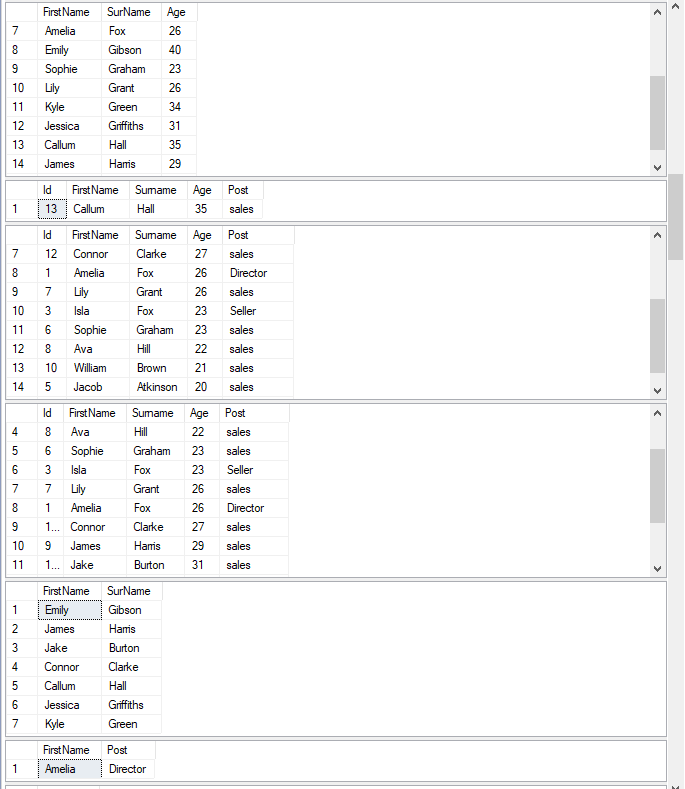 FirstName SurName Age
7 Amelia Fox 26
8 Emily Gibson 40
9 Sophie Graham 23
10 Lily Grant 26
11 Kyle Green 34
12 Jessica Griffiths 31
13 Callum Hall 35
14 James Harris 29
Id FirstName Surname Age Post
1 13 Callum Hall 35 sales
Id FirstName Surname Age Post
7 12 Connor Clarke 27 sales
8 1 Amelia Fox 26 Director
9 7 Lily Grant 26 sales
10 3 Isla Fox 23 Seller
11 6 Sophie Graham 23 sales
12 8 Ava Hill 22 sales
13 10 William Brown 21 sales
14 5 Jacob Atkinson 20 sales
Id FirstName Surname Age Post
4 8 Ava Hill 22 sales
5 6 Sophie Graham 23 sales
6 3 Isla Fox 23 Seller
7 7 Lily Grant 26 sales
8 1 Amelia Fox 26 Director
9 1... Connor Clarke 27 sales
10 9 James Harris 29 sales
11 1... Jake Burton 31 sales
FirstName SurName
1 Emily Gibson
2 James Harris
3 Jake Burton
4 Connor Clarke
5 Callum Hall
6 Jessica Griffiths
7 Kyle Green
FirstName Post
1 Amelia Director